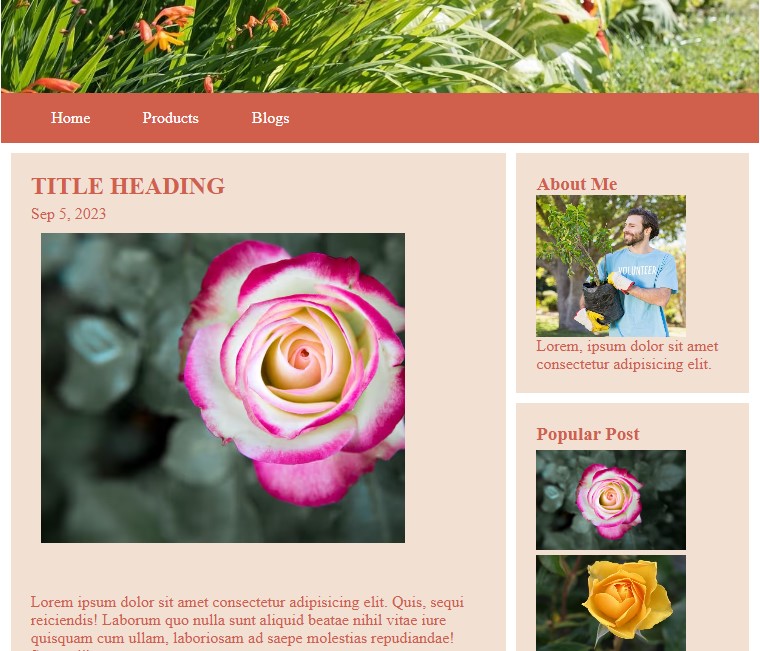 Home Products Blogs
TITLE HEADING
Sep 5, 2023
Lorem ipsum dolor sit amet consectetur adipisicing elit. Quis, sequi
reiciendis! Laborum quo nulla sunt aliquid beatae nihil vitae iure
quisquam cum ullam, laboriosam ad saepe molestias repudiandae!
About Me
VOLUNTEER
Lorem, ipsum dolor sit amet
consectetur adipisicing elit.
Popular Post